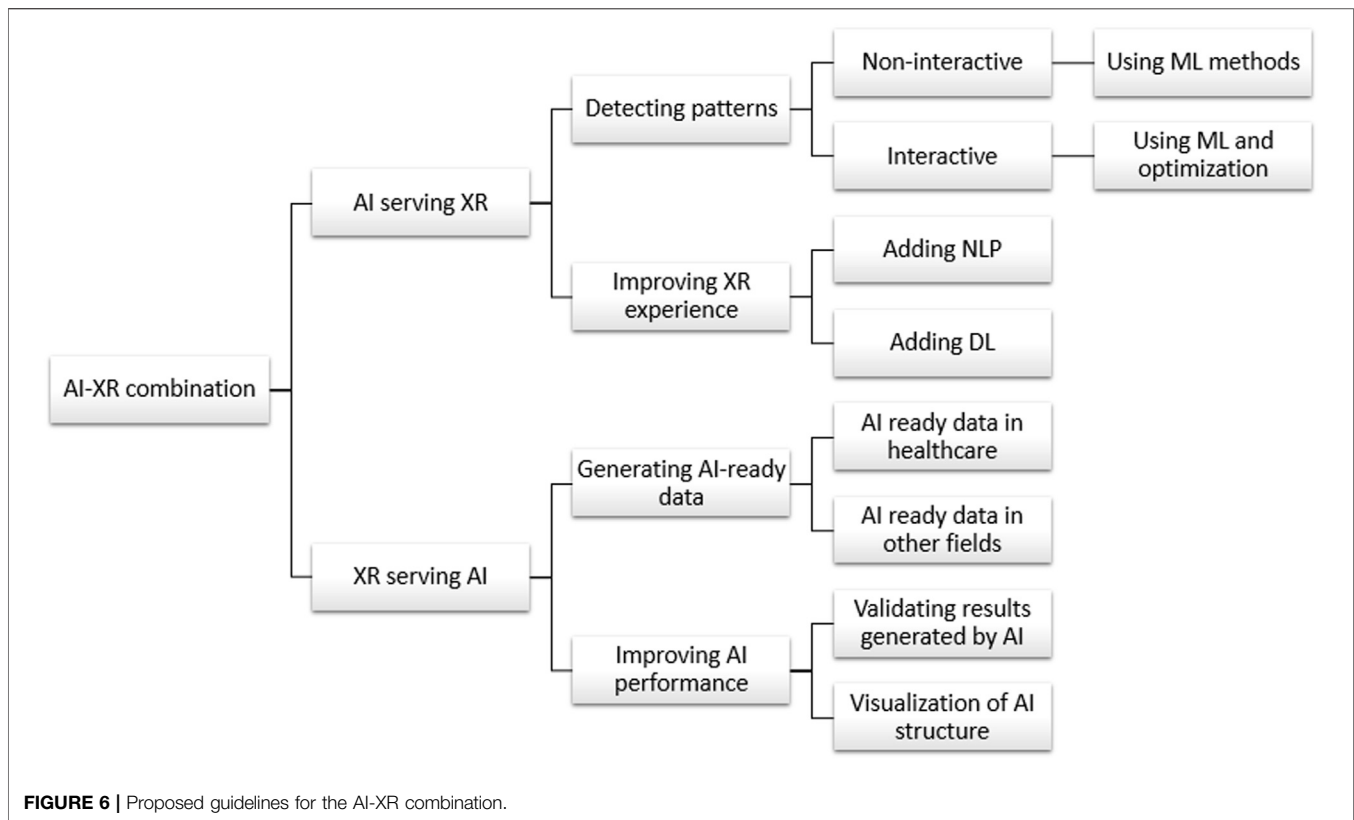 Non-interactive
Using ML methods
Detecting patterns
Interactive
Using ML and
optimization
AI serving XR
Adding NLP
Improving XR
experience
Adding DL
AI-XR combination
AI ready data in
healthcare
Generating AI-ready
data
AI ready data in
other fields
XR serving AI
Validating results
generated by AI
Improving AI
performance
Visualization of AI
structure
FIGURE 6 | Proposed guidelines for the AI-XR combination.